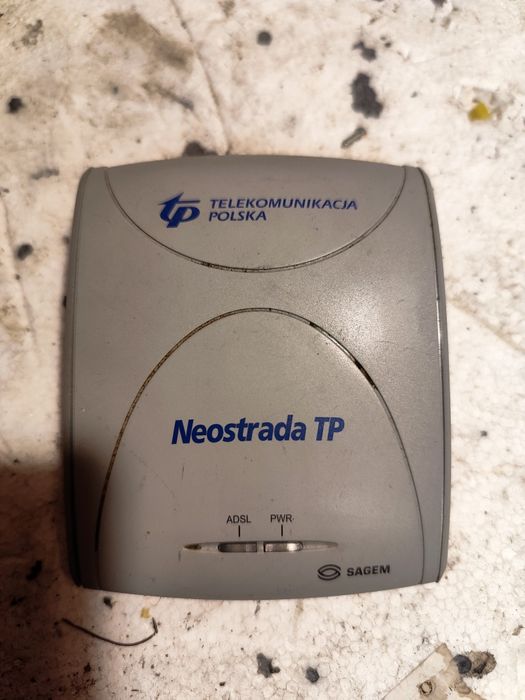 tp TELEKOMUNIKACJA
POLSKA
Neostrada TP
ADSL PWR
SAGEM